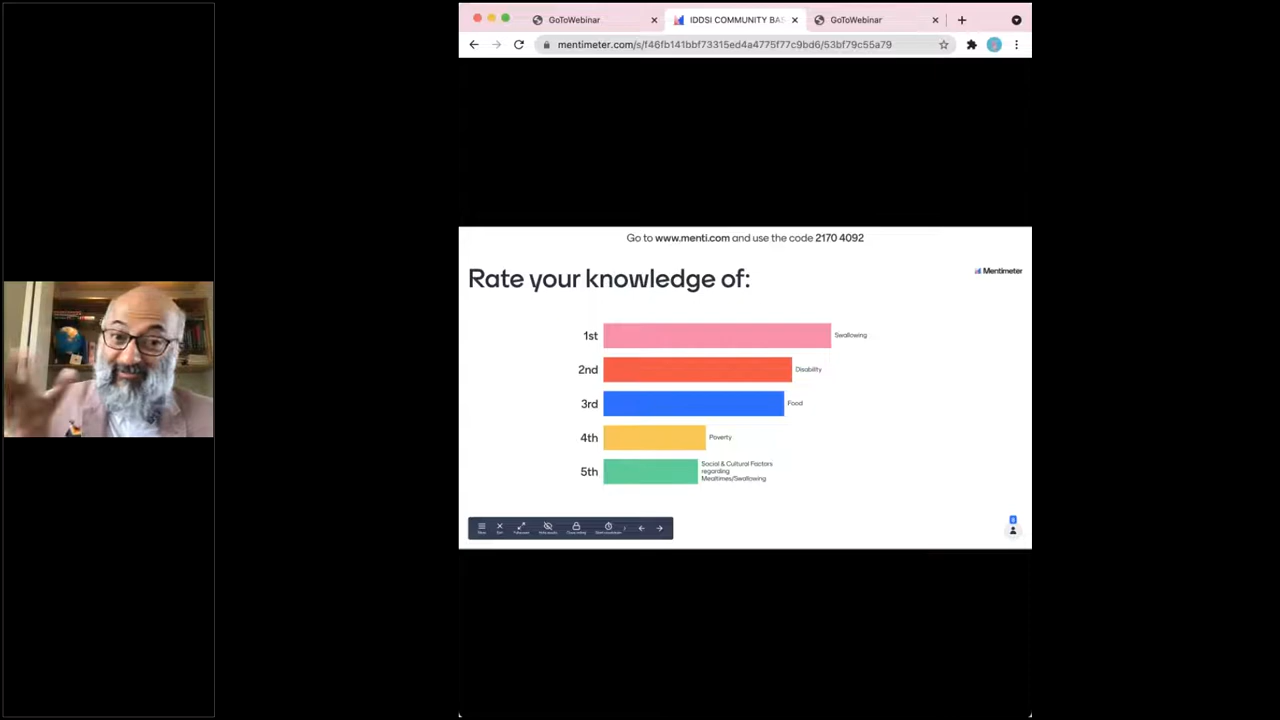 GoToWebinar
IDDSI COMMUNITY BAS
GoToWebinar
mentimeter.com/s/f46fb141bbf73315ed4a4775f77c9bd6/53bf79c55a79
Go to www.menti.com and use the code 2170 4092
Rate your knowledge of:
Mentimeter
1st
Swallowing
2nd
Disability
3rd
Food
4th
Poverty
5th
Social & Cultural Factors
regarding
Mealtimes/Swallowing